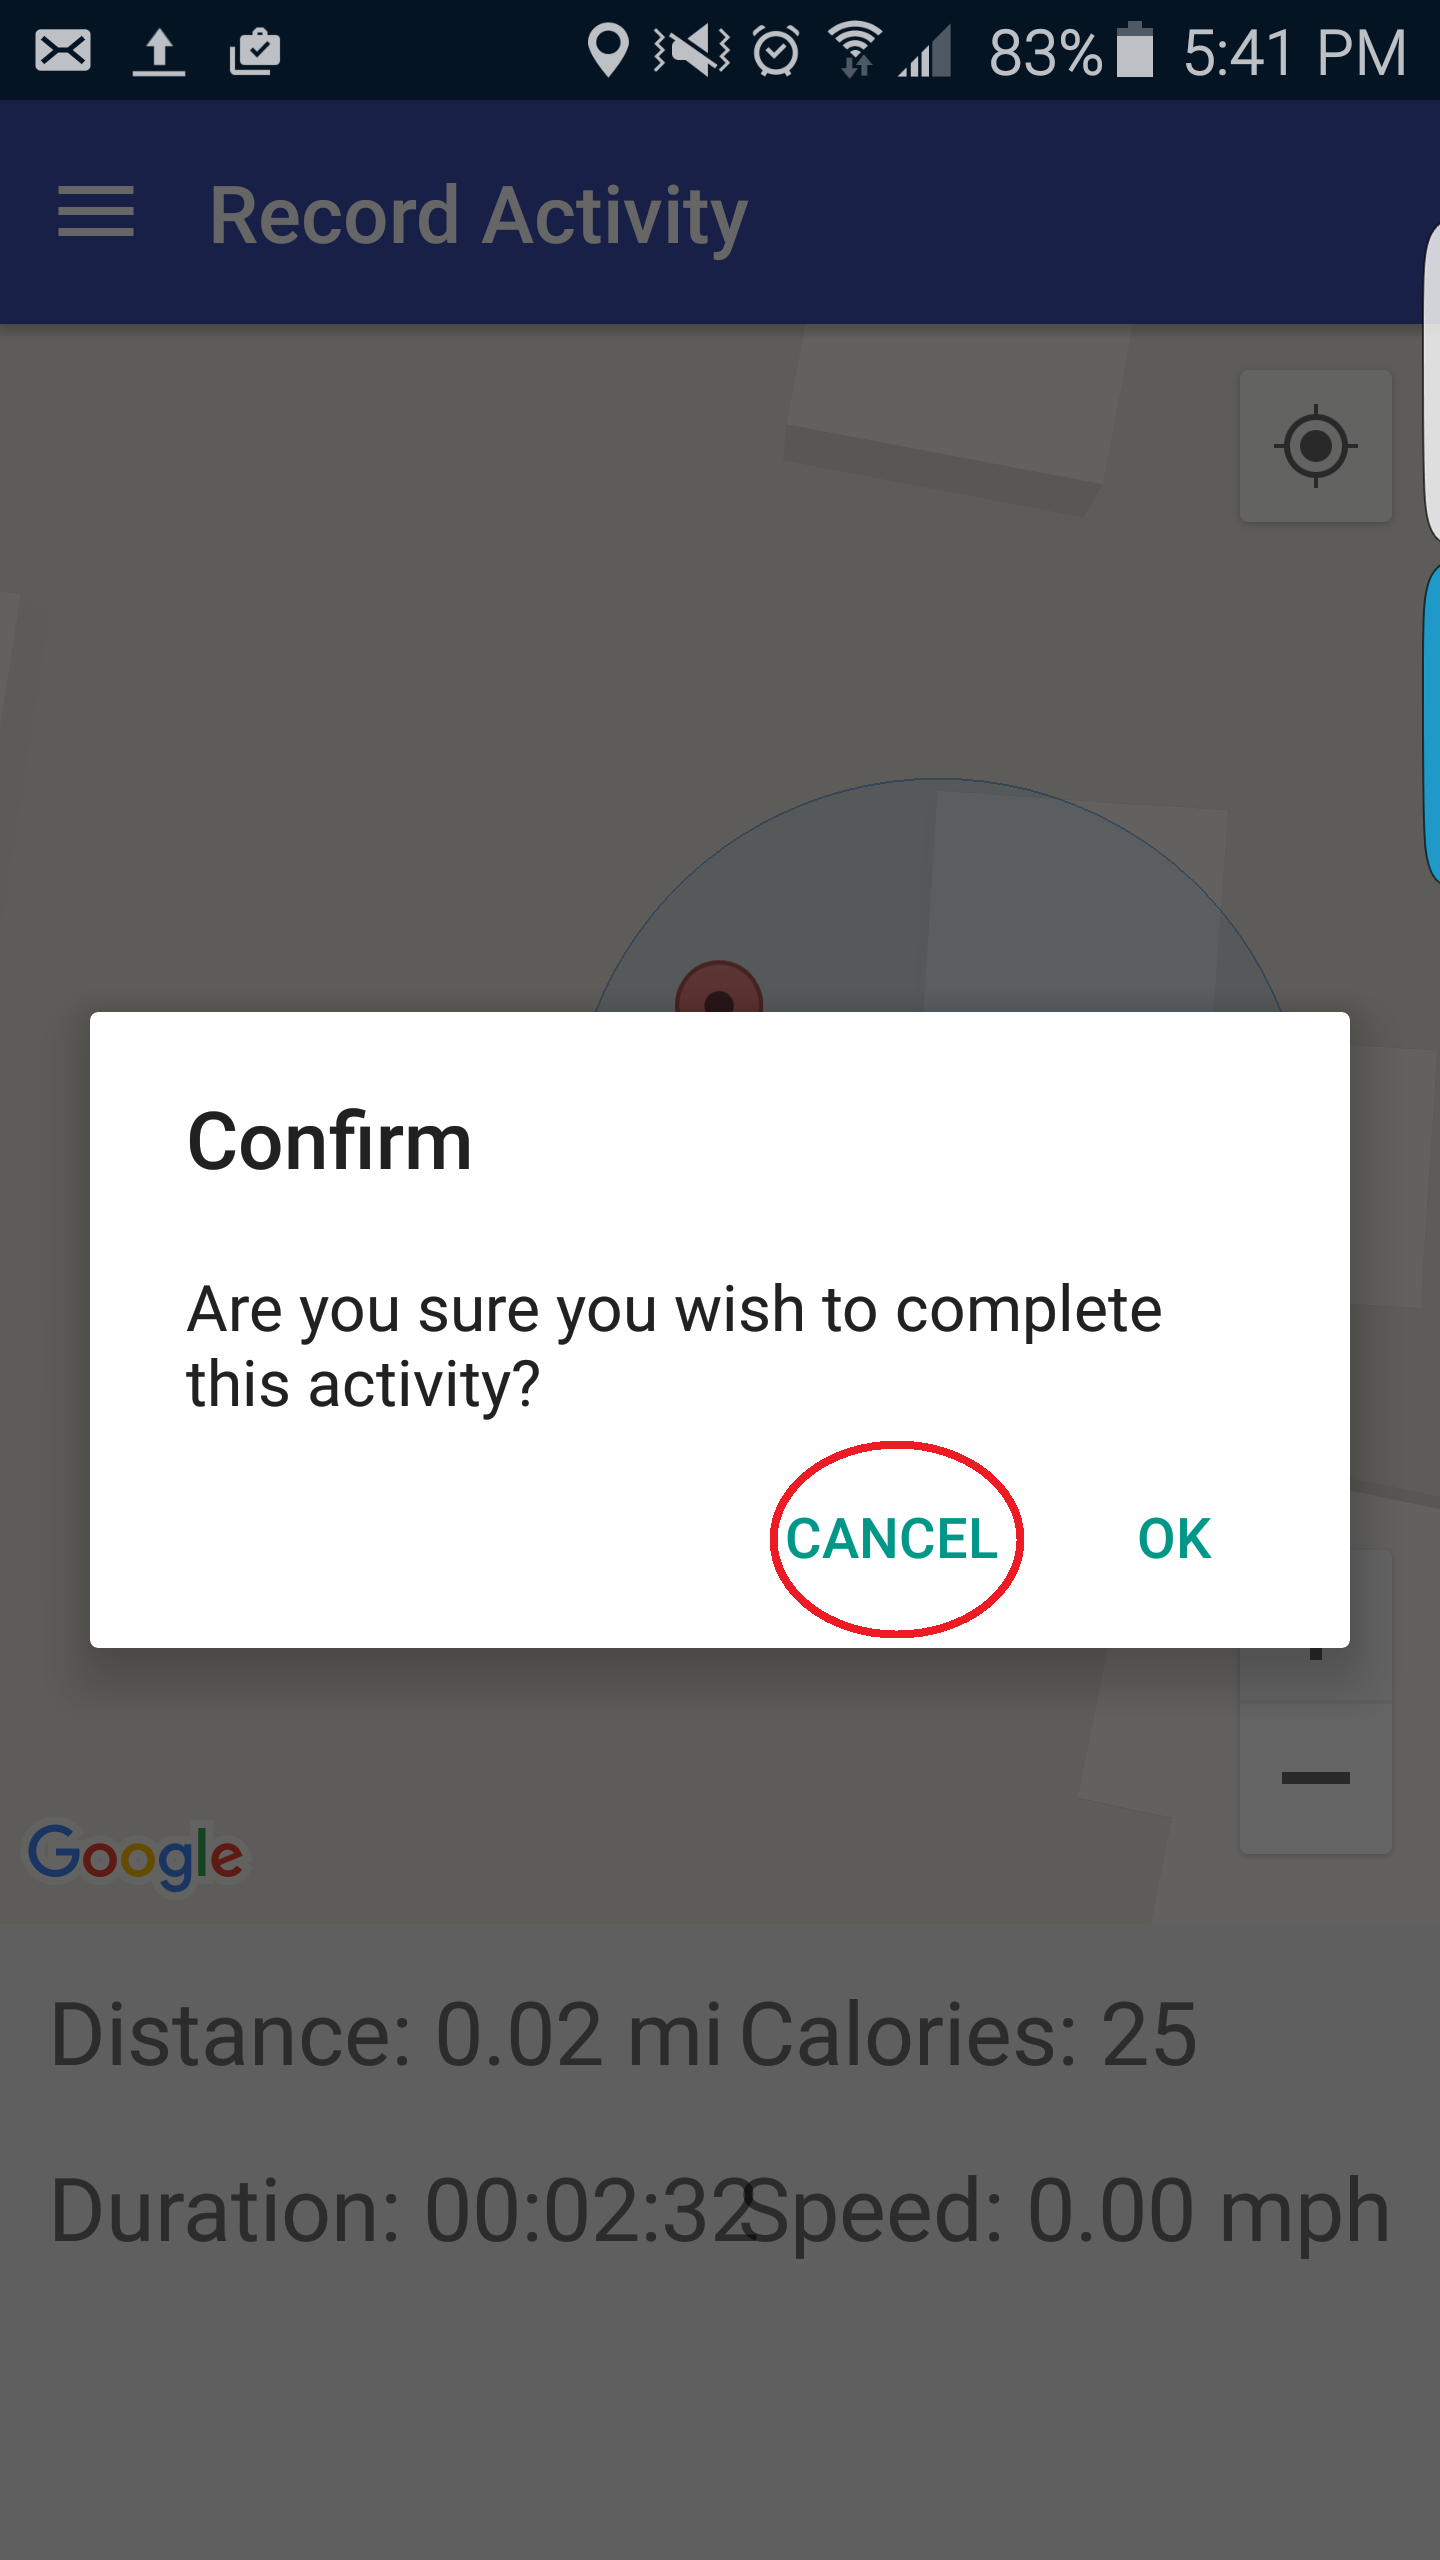 83% 5:41 PM
Record Activity
Confirm
Are you sure you wish to complete
this activity?
CANCEL OK
Google
Distance: 0.02 mi Calories: 25
Duration: 00:02:32 Speed: 0.00 mph